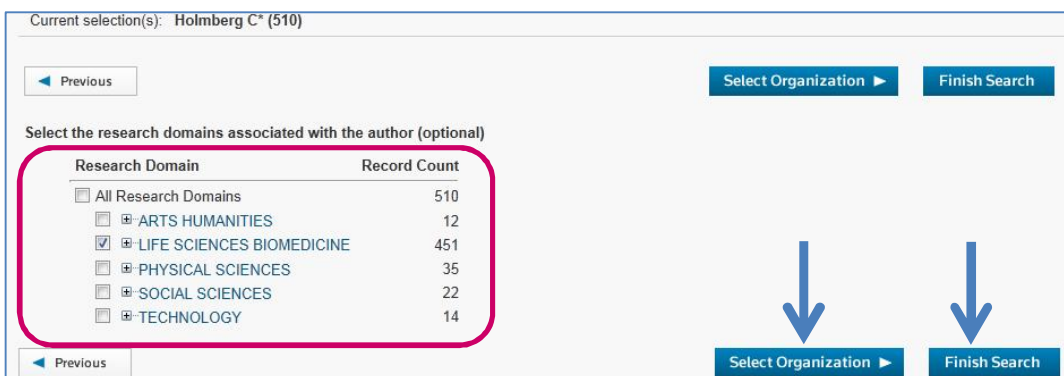 Current selection(s): Holmberg C* (510)
Previous Select Organization Finish Search
Select the research domains associated with the author (optional)
Research Domain Record Count
All Research Domains 510
ARTS HUMANITIES 12
LIFE SCIENCES BIOMEDICINE 451
PHYSICAL SCIENCES 35
SOCIAL SCIENCES 22
TECHNOLOGY 14
Previous Select Organization Finish Search